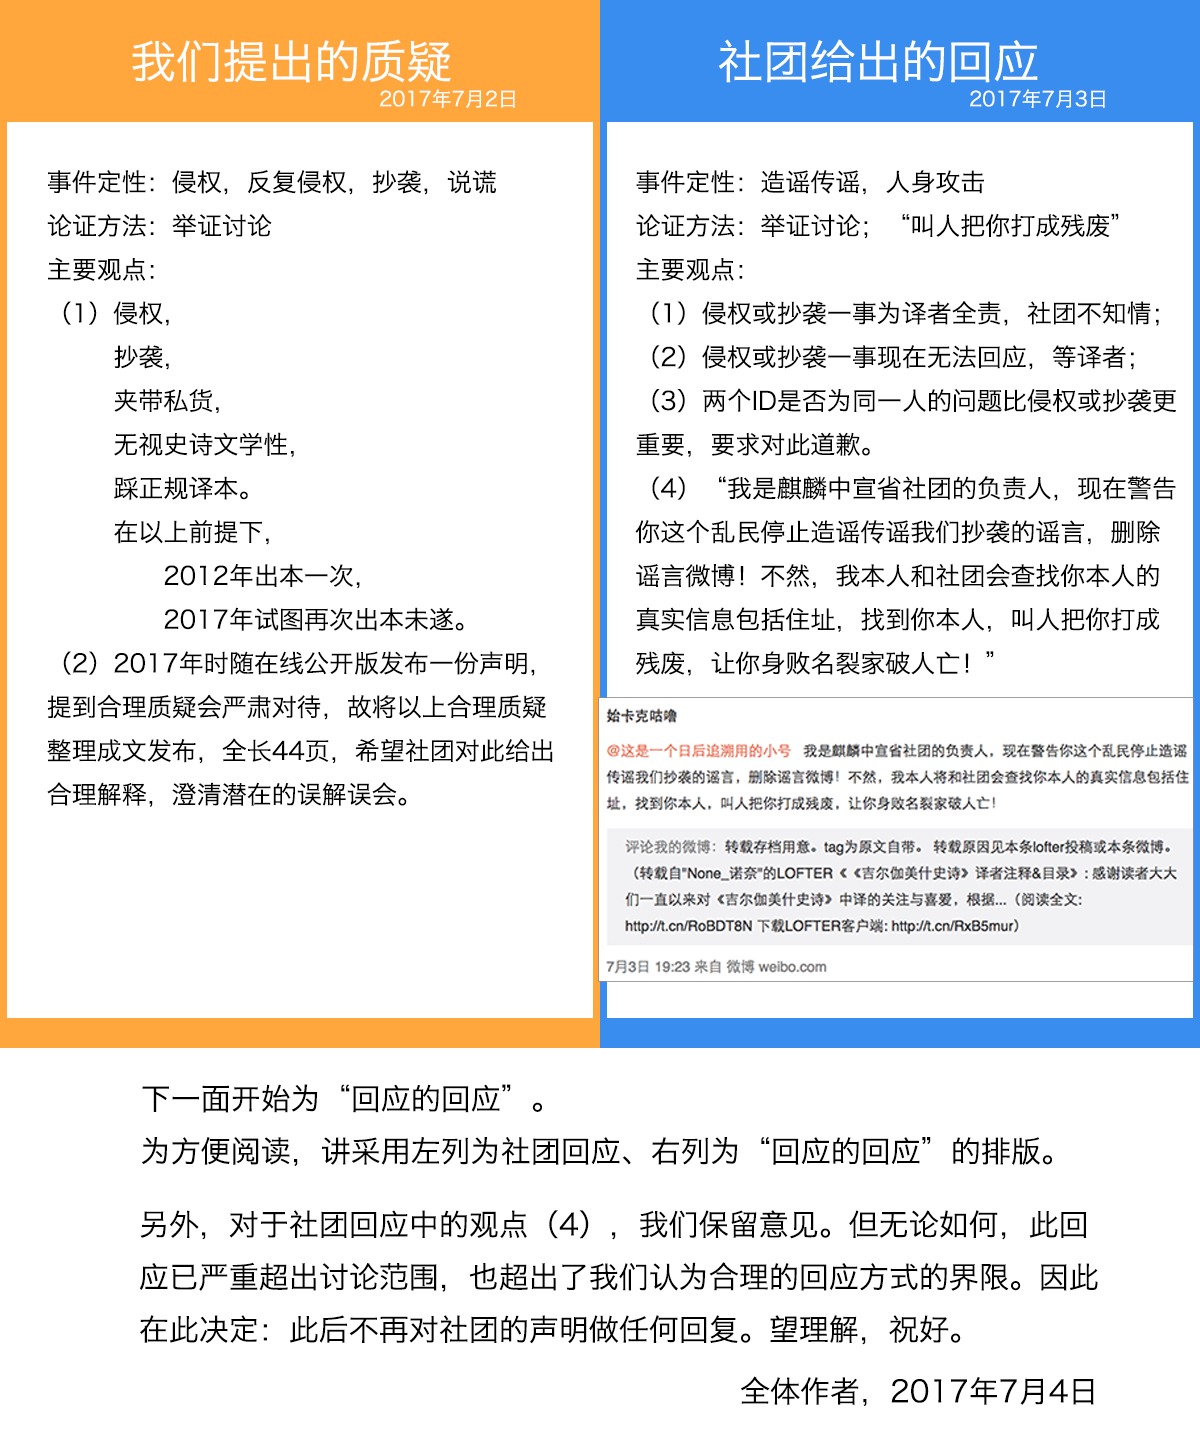 我们提出的质疑
2017年7月2日
事件定性：侵权，反复侵权，抄袭，说谎
论证方法：举证讨论
主要观点：
（1）侵权，
抄袭，
夹带私货，
无视史诗文学性，
踩正规译本。
在以上前提下，
2012年出本一次，
2017年试图再次出本未遂。
（2）2017年时随在线公开版发布一份声明，
提到合理质疑会严肃对待，故将以上合理质疑
整理成文发布，全长44页，希望社团对此给出
合理解释，澄清潜在的误解误会。
社团给出的回应
2017年7月3日
事件定性：造谣传谣，人身攻击
论证方法：举证讨论；“叫人把你打成残废”
主要观点：
（1）侵权或抄袭一事为译者全责，社团不知情；
（2）侵权或抄袭一事现在无法回应，等译者；
（3）两个ID是否为同一人的问题比侵权或抄袭更
重要，要求对此道歉。
（4）“我是麒麟中宣省社团的负责人，现在警告
你这个乱民停止造谣传谣我们抄袭的谣言，删除
谣言微博！不然，我本人和社团会查找你本人的
真实信息包括住址，找到你本人，叫人把你打成
残废，让你身败名裂家破人亡！”
始卡克咕噜
@这是一个日后追溯用的小号 我是麒麟中宣省社团的负责人，现在警告你这个乱民停止造谣
传谣我们抄袭的谣言，删除谣言微博！不然，我本人将和社团会查找你本人的真实信息包括住
址，找到你本人，叫人把你打成残废，让你身败名裂家破人亡！
评论我的微博：转载存档用意。tag为原文自带。 转载原因见本条lofter投稿或本条微博。
（转载自"None_诺奈"的LOFTER《《吉尔伽美什史诗》译者注释&目录》: 感谢读者大大
们一直以来对《吉尔伽美什史诗》中译的关注与喜爱，根据...（阅读全文:
http://t.cn/RoBDT8N 下载LOFTER客户端: http://t.cn/RxB5mur）
7月3日 19:23 来自 微博 weibo.com
下一面开始为“回应的回应”。
为方便阅读，讲采用左列为社团回应、右列为“回应的回应”的排版。
另外，对于社团回应中的观点（4），我们保留意见。但无论如何，此回
应已严重超出讨论范围，也超出了我们认为合理的回应方式的界限。因此
在此决定：此后不再对社团的声明做任何回复。望理解，祝好。
全体作者，2017年7月4日